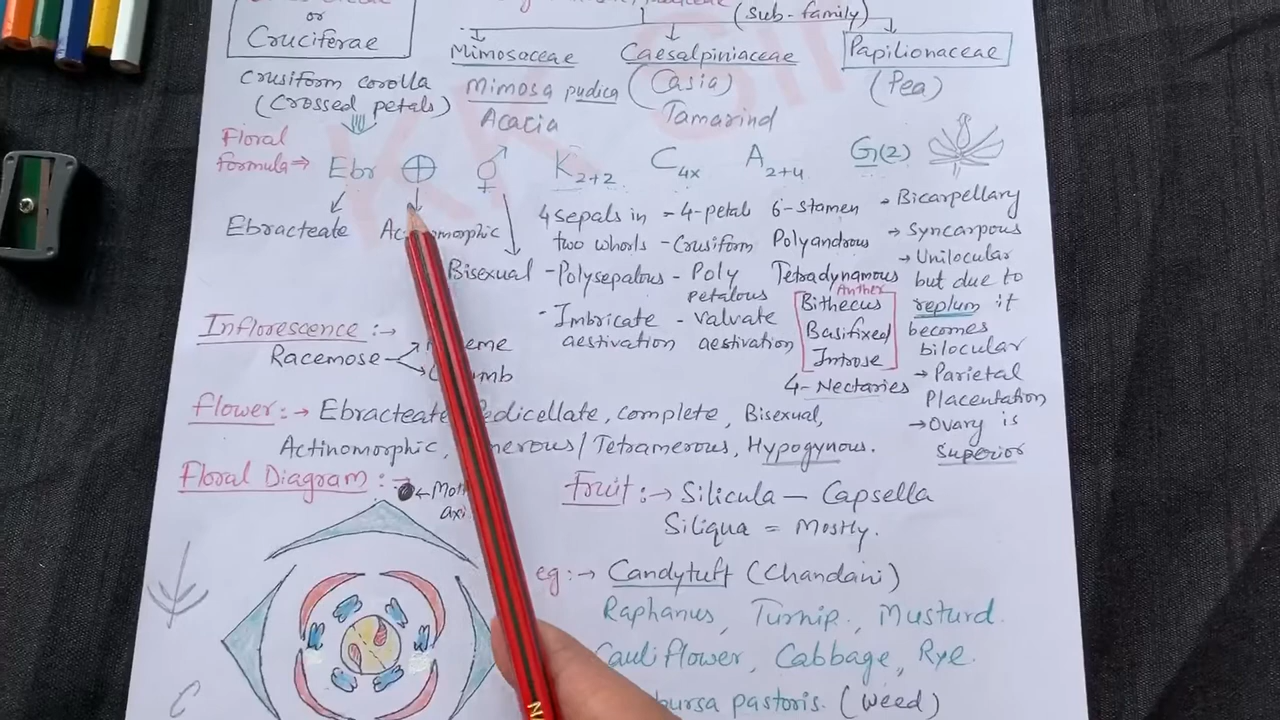 (sub-family)
or
Cruciferae
Mimosaceae
Caesalpiniaceae
Papilionaceae
Crusiform corolla
(Crossed petals)
Mimosa pudica
Acacia
(Casia)
Tamarind
(Pea)
Floral
formula ⇒
Ebr ⊕ ⚥ K2+2 C4x A2+4 G(2)
Ebracteate
Bisexual
4 sepals in
two whorls
-Polysepalous
- Imbricate
aestivation
- 4-petal
- Crusiform
- Poly
petalous
- valvate
aestivation
6-stamen
Polyandrous
Tetradynamous
Anther
Bithecus
Basifixed
Introse
4-Nectaries
→ Bicarpellary
→ Syncarpous
→ Unilocular
but due to
replum it
becomes
bilocular
→ Parietal
Placentation
→ Ovary is
Superior
Inflorescence :→
Racemose
Flower :→ Ebracteate, Pedicellate, complete, Bisexual,
Actinomorphic, /Tetramerous, Hypogynous.
Floral Diagram :→
Fruit :→ Silicula — Capsella
Siliqua = Mostly.
eg :→ Candytuft (Chandani)
Raphanus, Turnip, Musturd.
Cauliflower, Cabbage, Rye.
bursa pastoris. (weed)